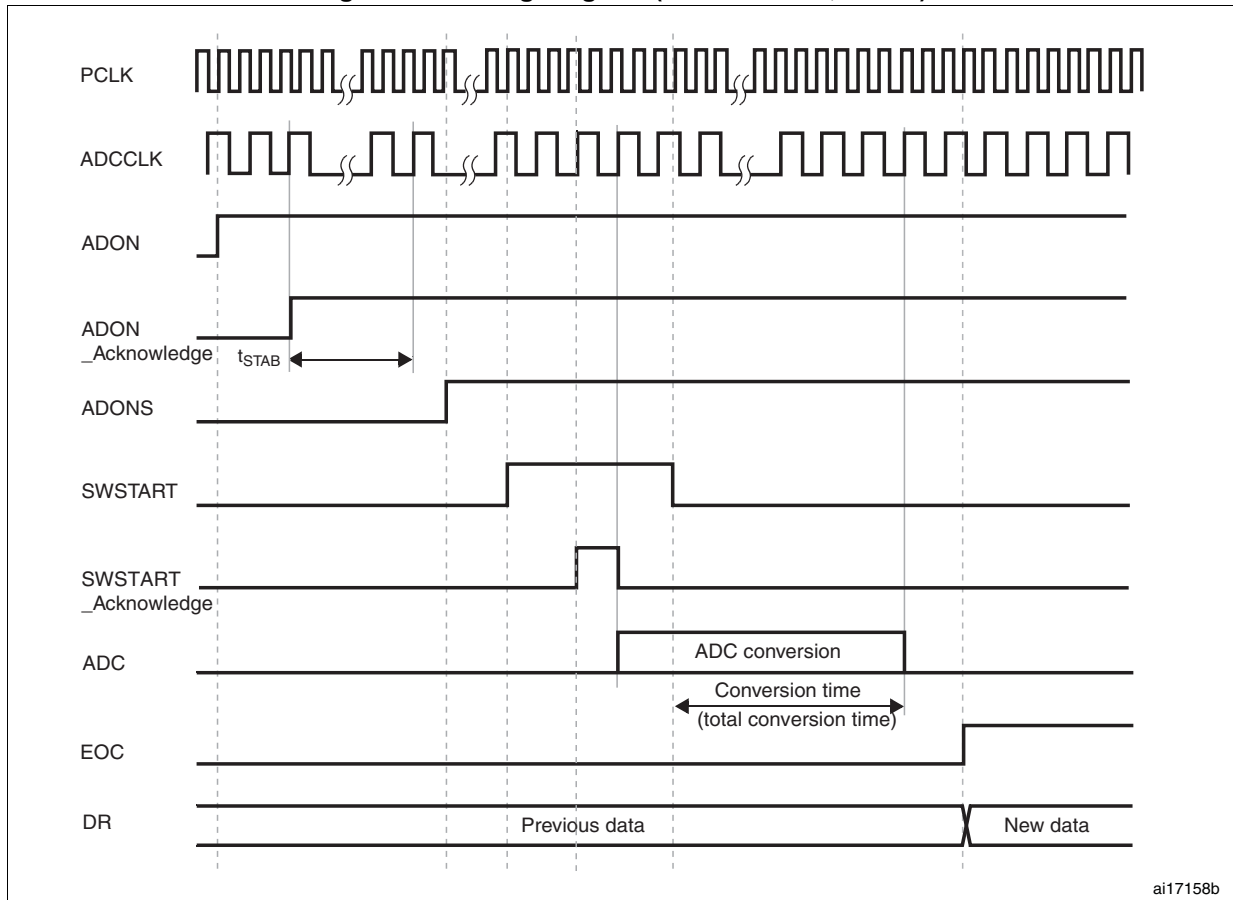 PCLK
ADCCLK
ADON
ADON
_Acknowledge
tSTAB
ADONS
SWSTART
SWSTART
_Acknowledge
ADC
ADC conversion
Conversion time
(total conversion time)
EOC
DR
Previous data
New data
ai17158b